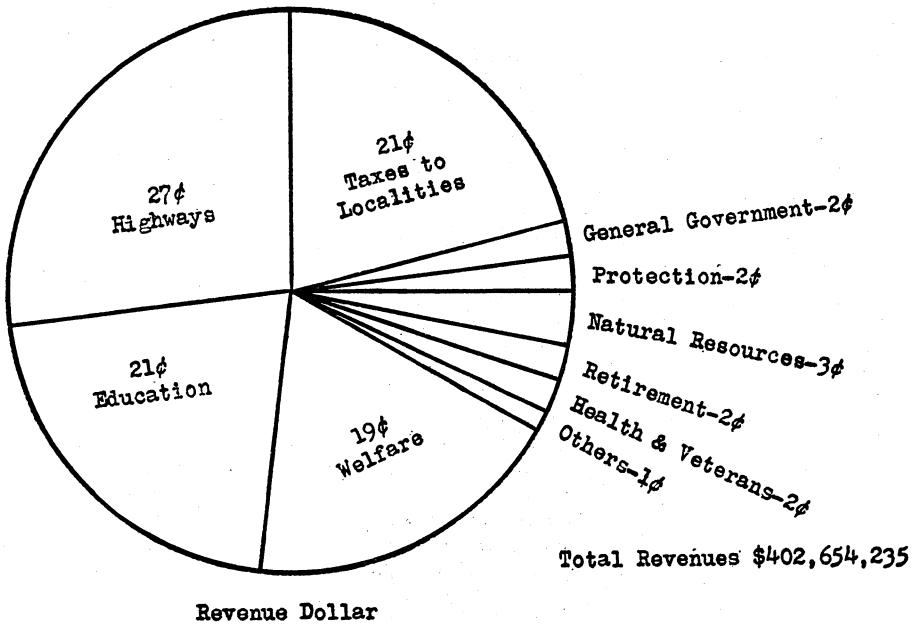 21¢
Taxes to
Localities
27¢
Highways
General Government-2¢
Protection-2¢
Natural Resources-3¢
Retirement-2¢
Health & Veterans-2¢
Others-1¢
21¢
Education
19¢
Welfare
Total Revenues $402,654,235
Revenue Dollar